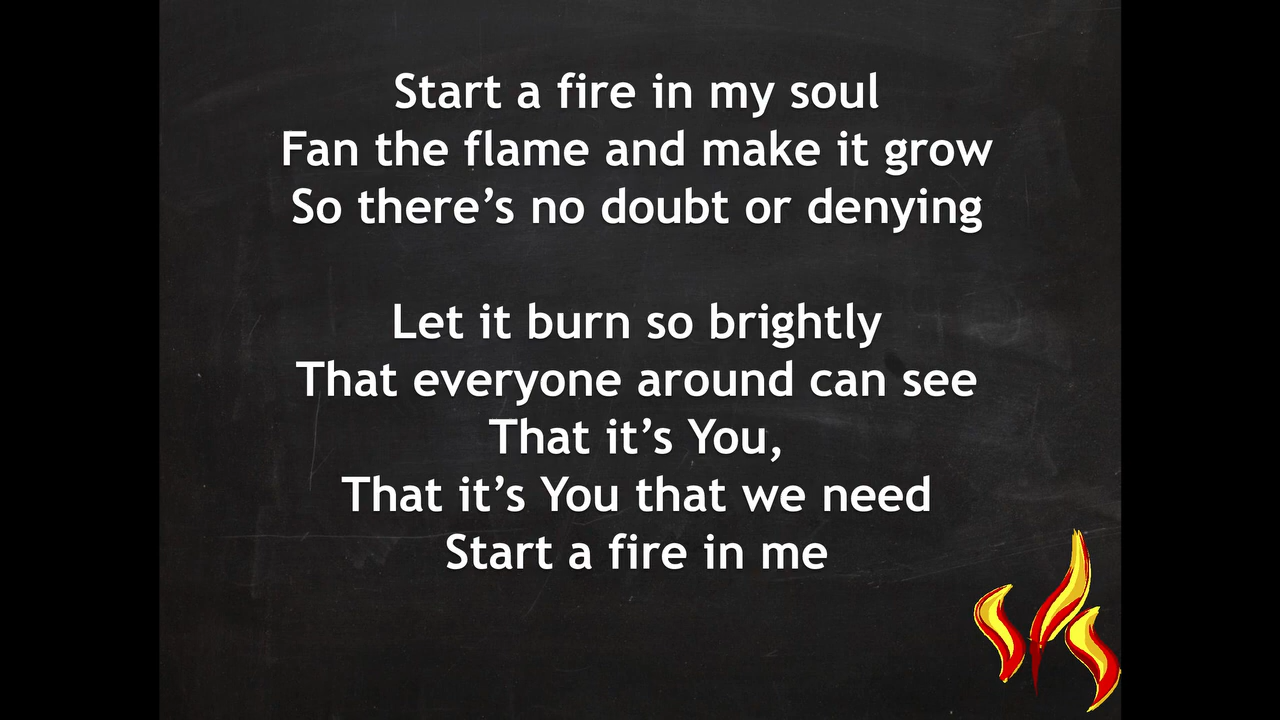 Start a fire in my soul
Fan the flame and make it grow
So there’s no doubt or denying
Let it burn so brightly
That everyone around can see
That it’s You,
That it’s You that we need
Start a fire in me